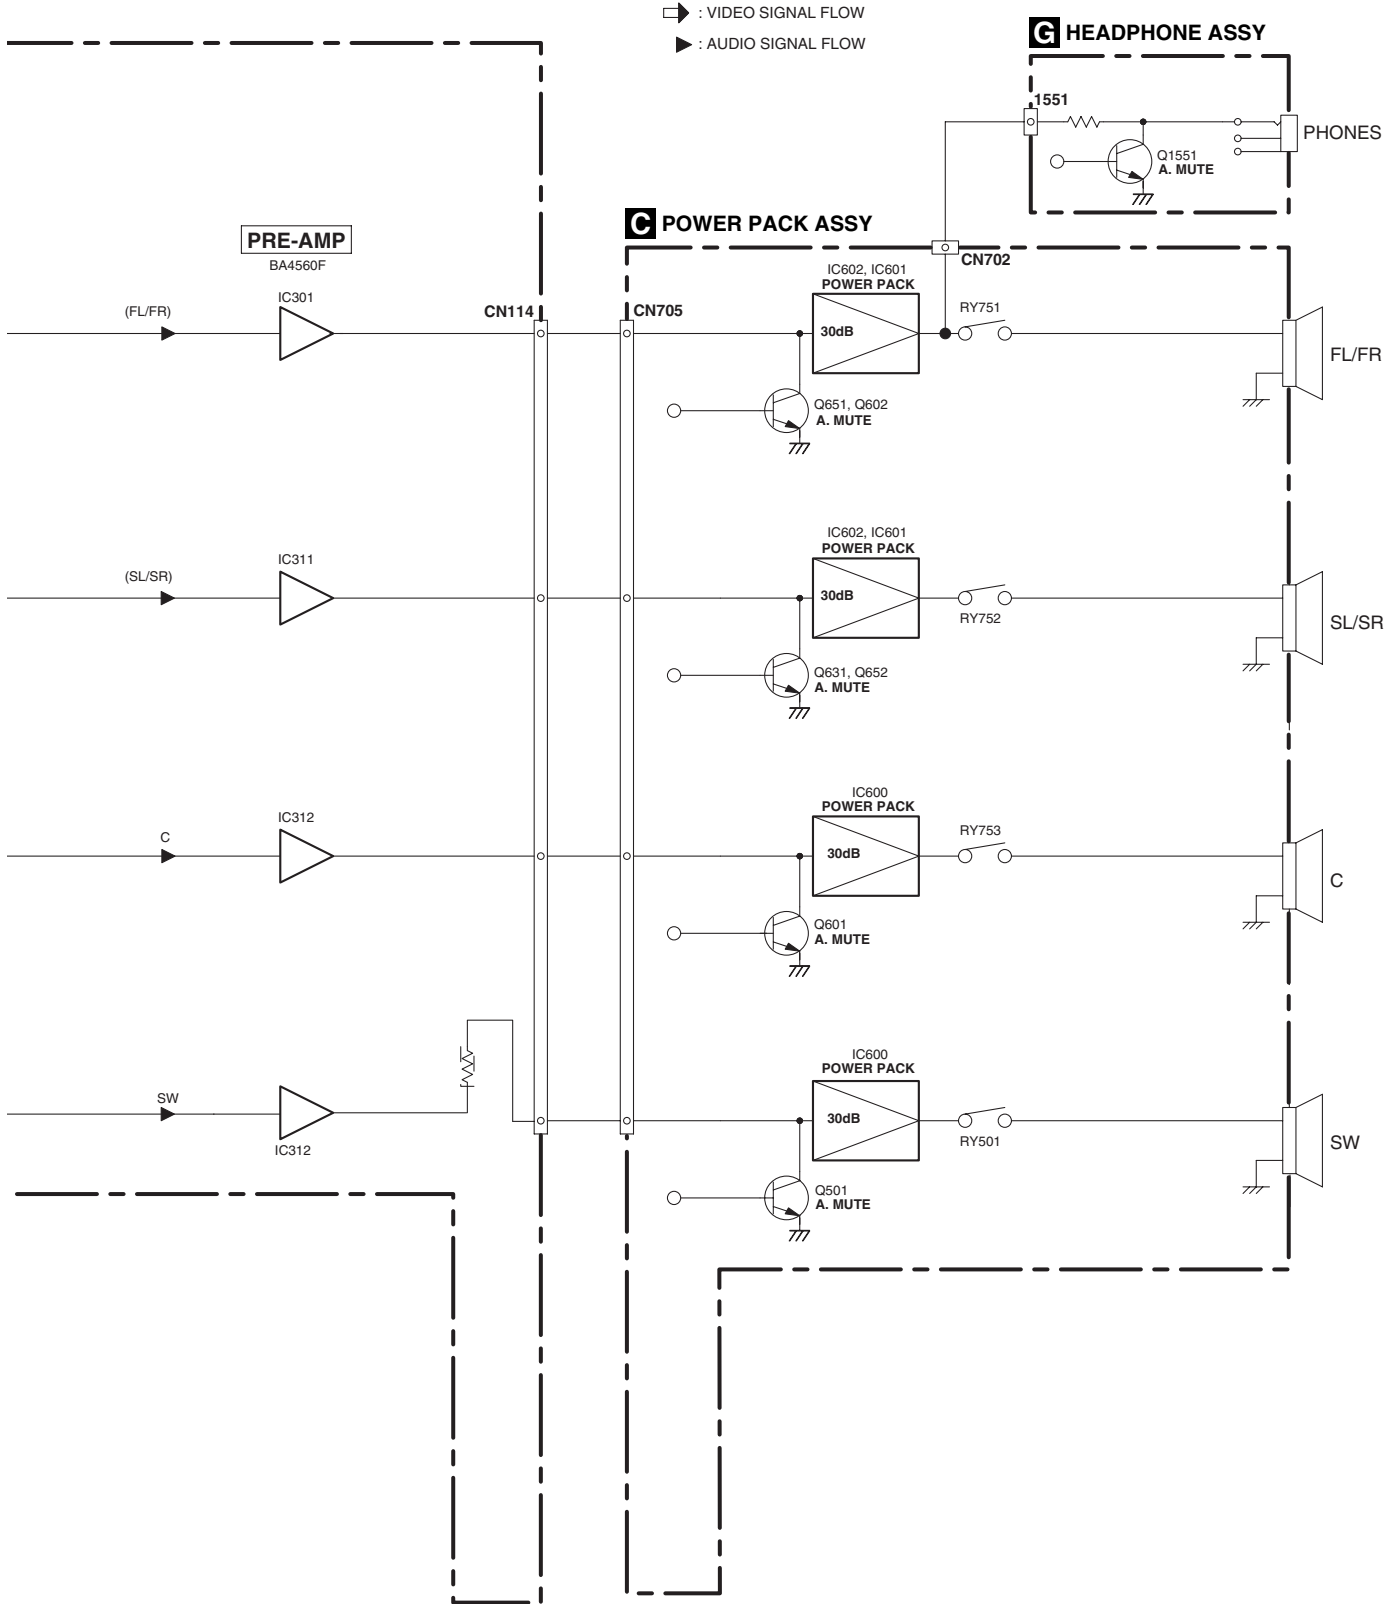 : VIDEO SIGNAL FLOW
: AUDIO SIGNAL FLOW
G HEADPHONE ASSY
1551
PHONES
Q1551
A. MUTE
C POWER PACK ASSY
CN702
PRE-AMP
BA4560F
(FL/FR)
IC301
CN114
CN705
IC602, IC601
POWER PACK
30dB
RY751
FL/FR
Q651, Q602
A. MUTE
(SL/SR)
IC311
IC602, IC601
POWER PACK
30dB
RY752
SL/SR
Q631, Q652
A. MUTE
C
IC312
IC600
POWER PACK
30dB
RY753
C
Q601
A. MUTE
SW
IC312
IC600
POWER PACK
30dB
RY501
SW
Q501
A. MUTE